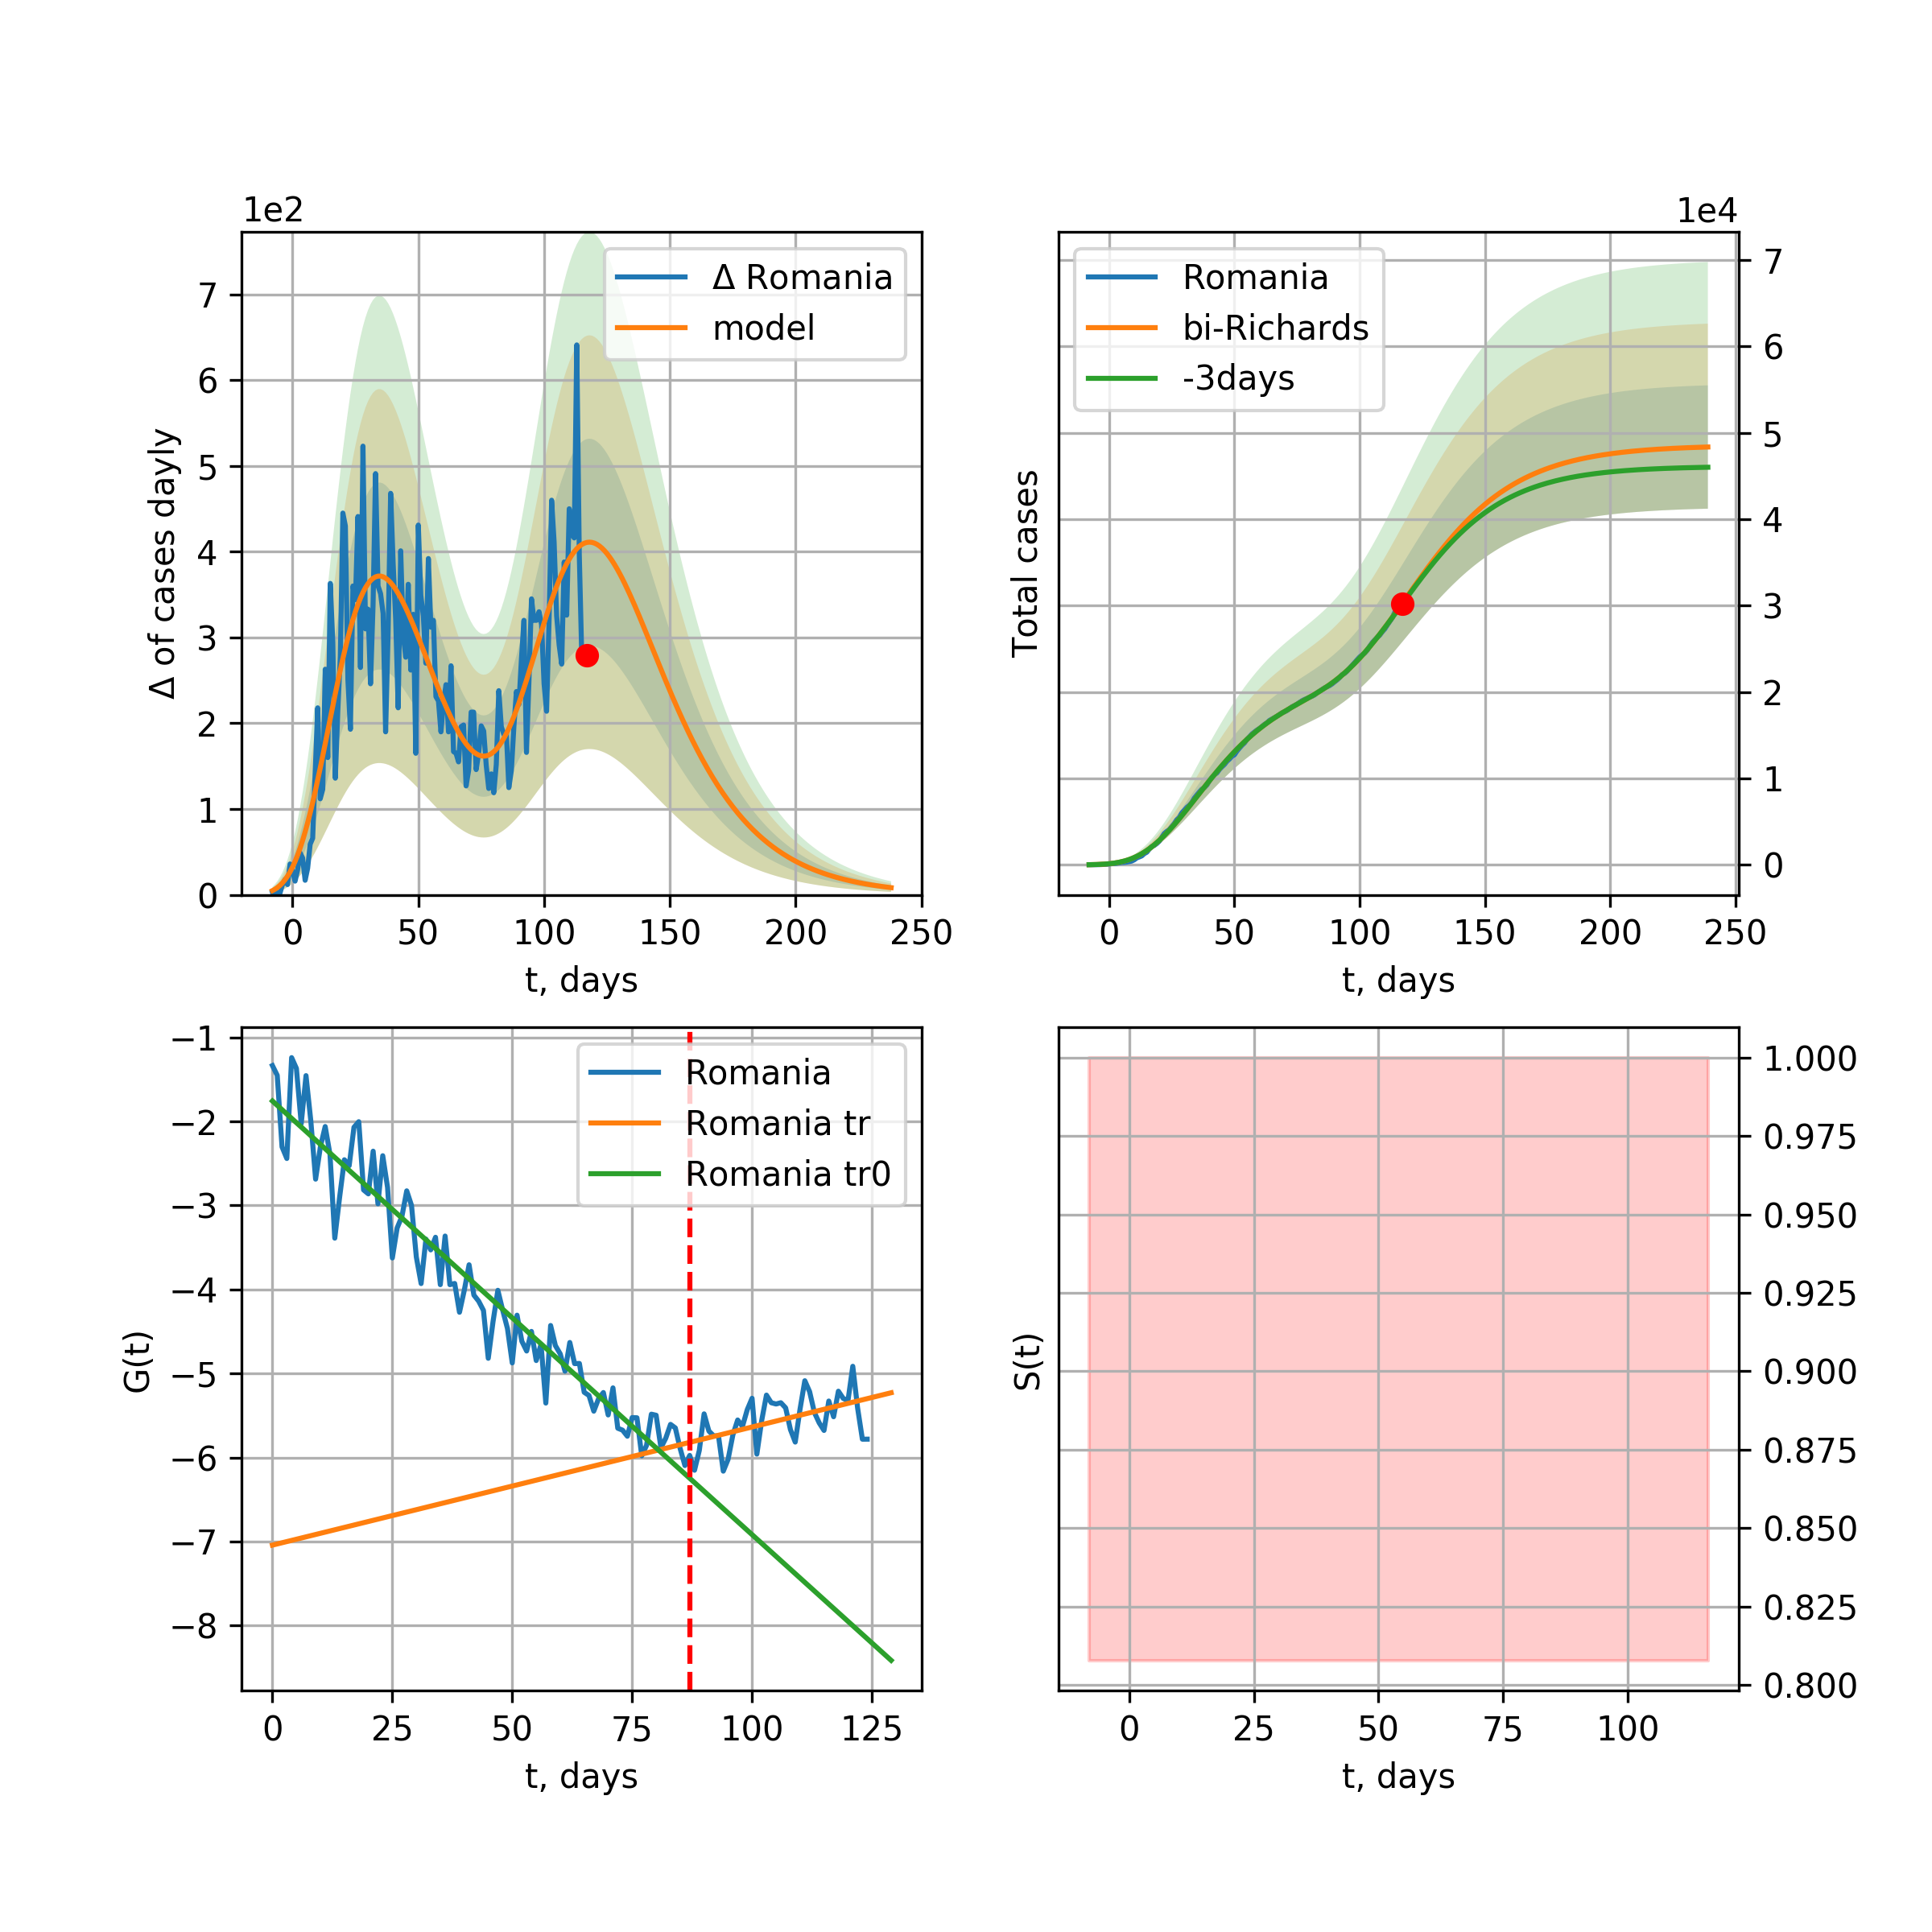 1e2
Δ of cases dayly
7
6
5
4
3
2
1
0
Δ Romania
model
0 50 100 150 200 250
t, days
1e4
Total cases
Romania
bi-Richards
-3days
7
6
5
4
3
2
1
0
0 50 100 150 200 250
t, days
G(t)
−1
−2
−3
−4
−5
−6
−7
−8
Romania
Romania tr
Romania tr0
0 25 50 75 100 125
t, days
S(t)
1.000
0.975
0.950
0.925
0.900
0.875
0.850
0.825
0.800
0 25 50 75 100
t, days